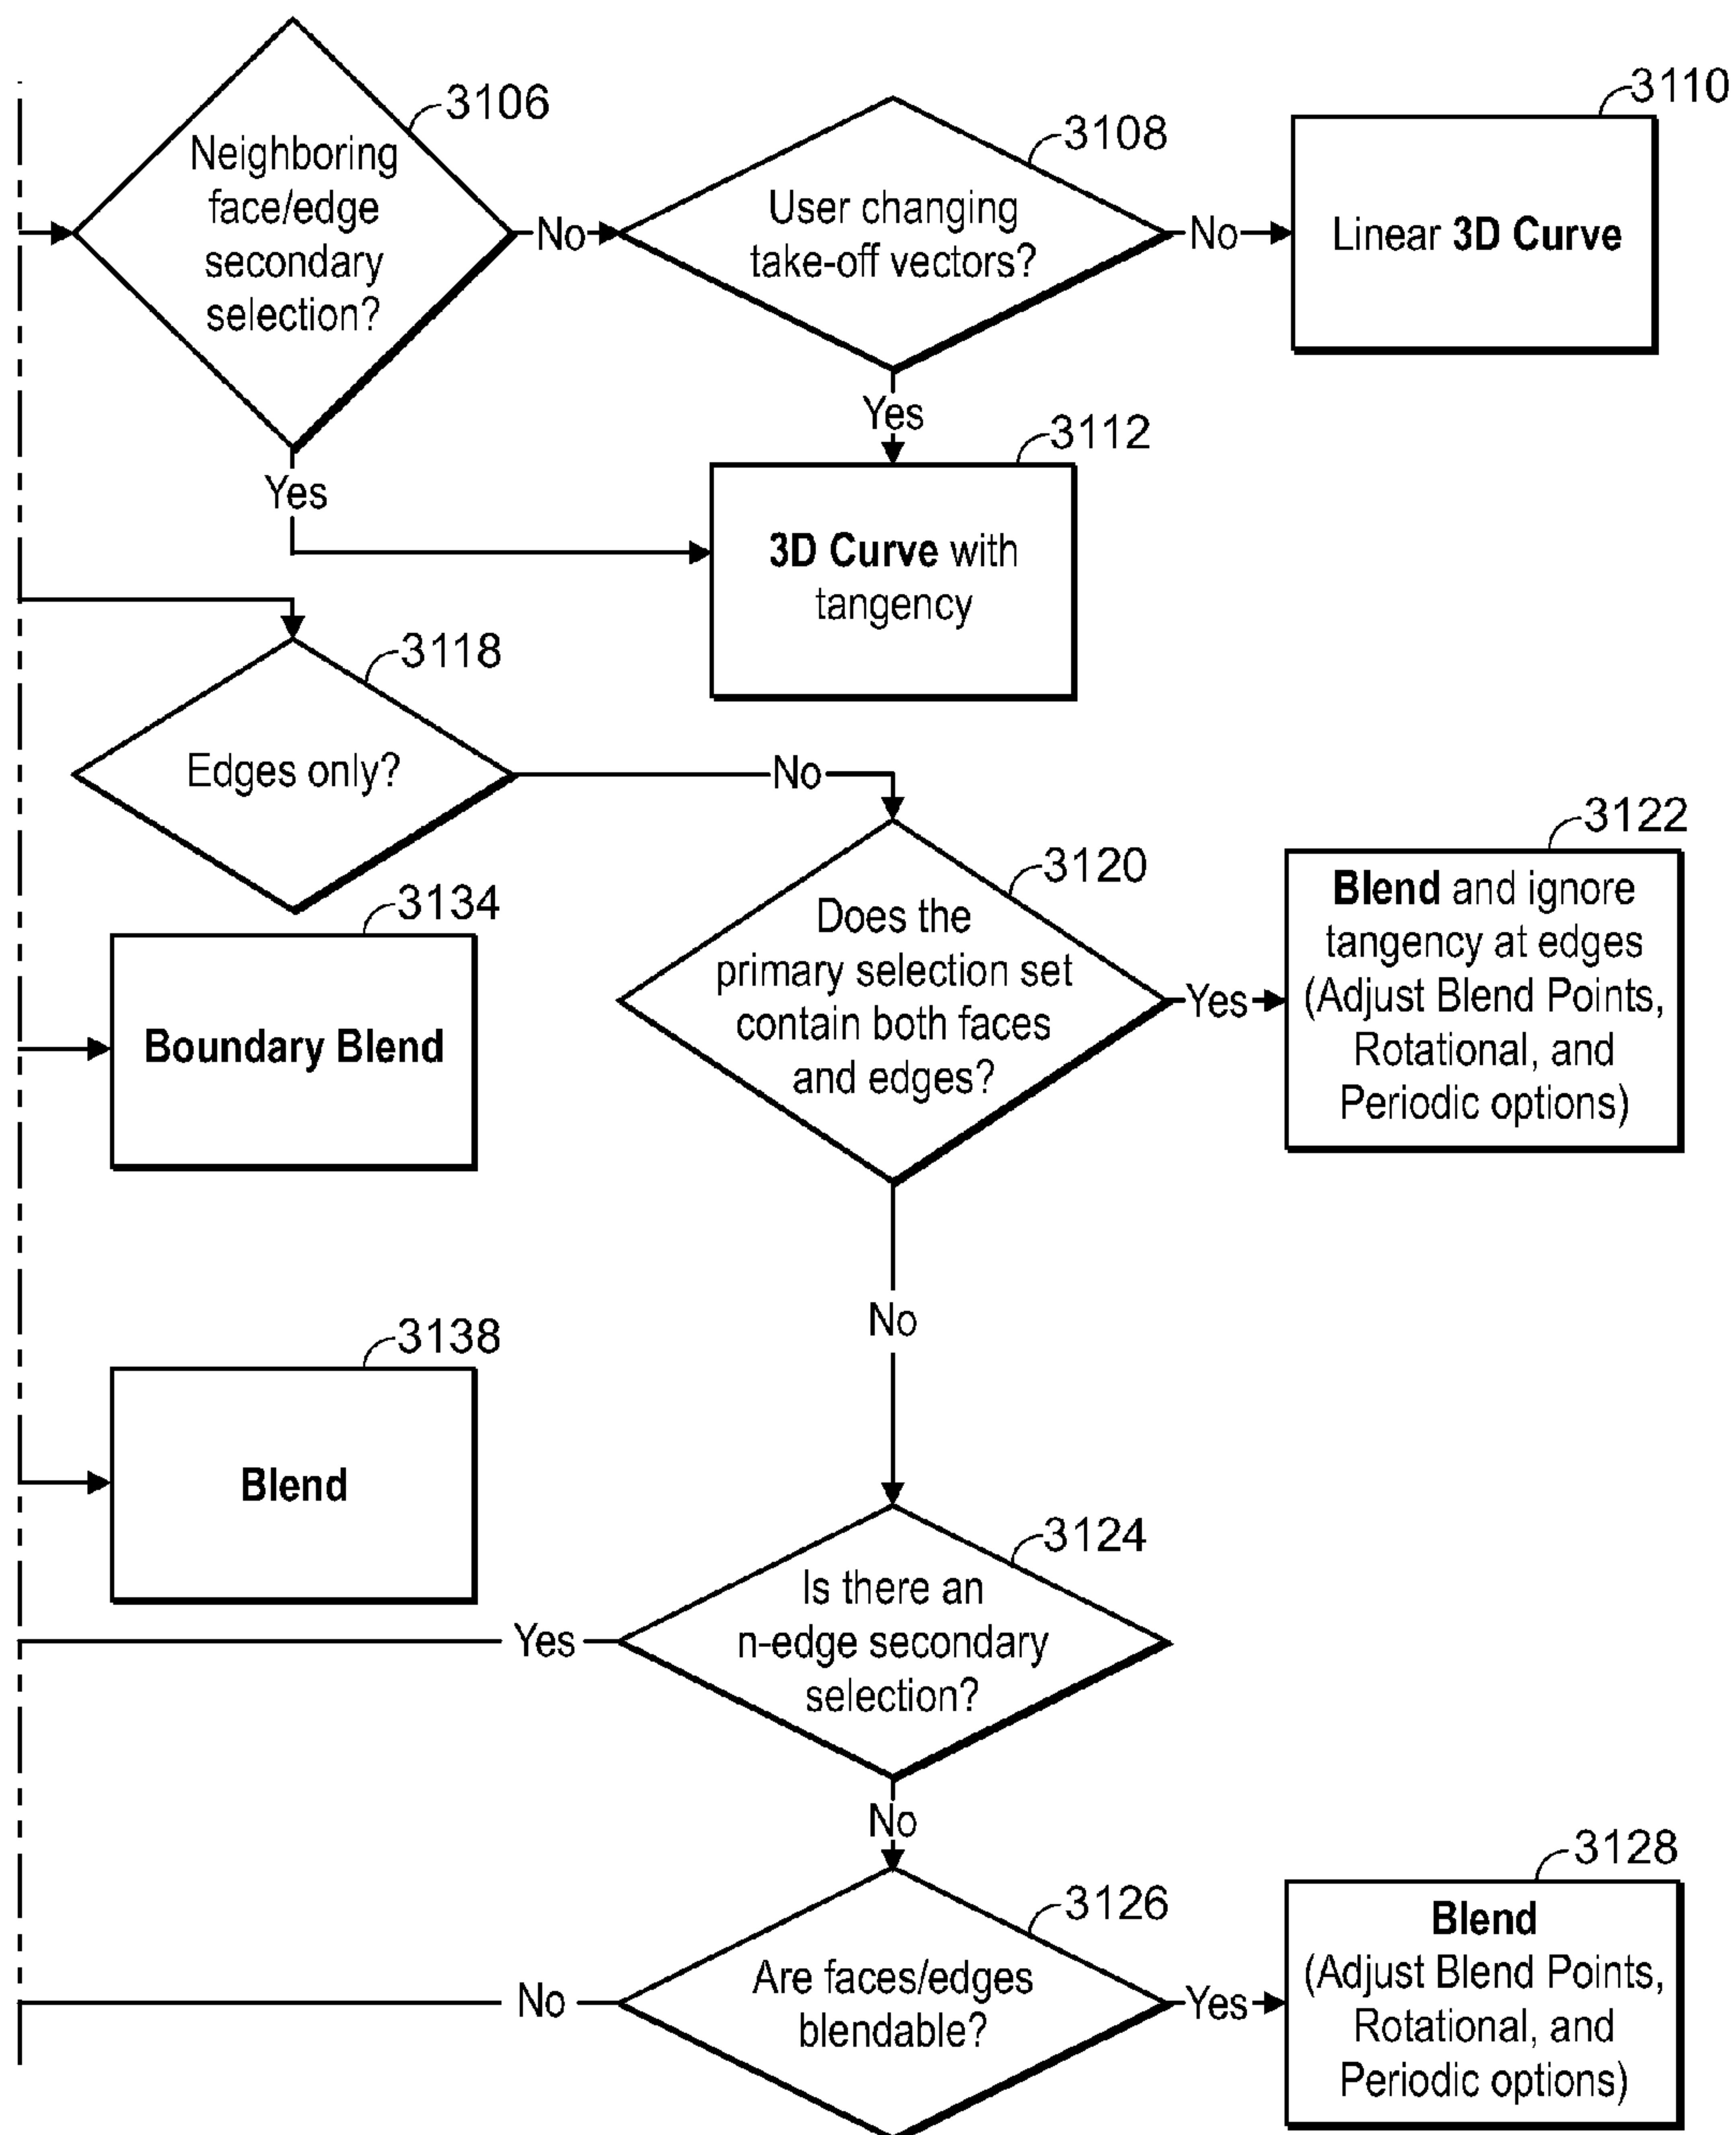 3106
Neighboring
face/edge
secondary
selection?
No
Yes
3108
User changing
take-off vectors?
No
Yes
3110
Linear 3D Curve
3112
3D Curve with
tangency
3118
Edges only?
No
3120
Does the
primary selection set
contain both faces
and edges?
Yes
No
3122
Blend and ignore
tangency at edges
(Adjust Blend Points,
Rotational, and
Periodic options)
3134
Boundary Blend
3138
Blend
3124
Is there an
n-edge secondary
selection?
Yes
No
3126
Are faces/edges
blendable?
No
Yes
3128
Blend
(Adjust Blend Points,
Rotational, and
Periodic options)